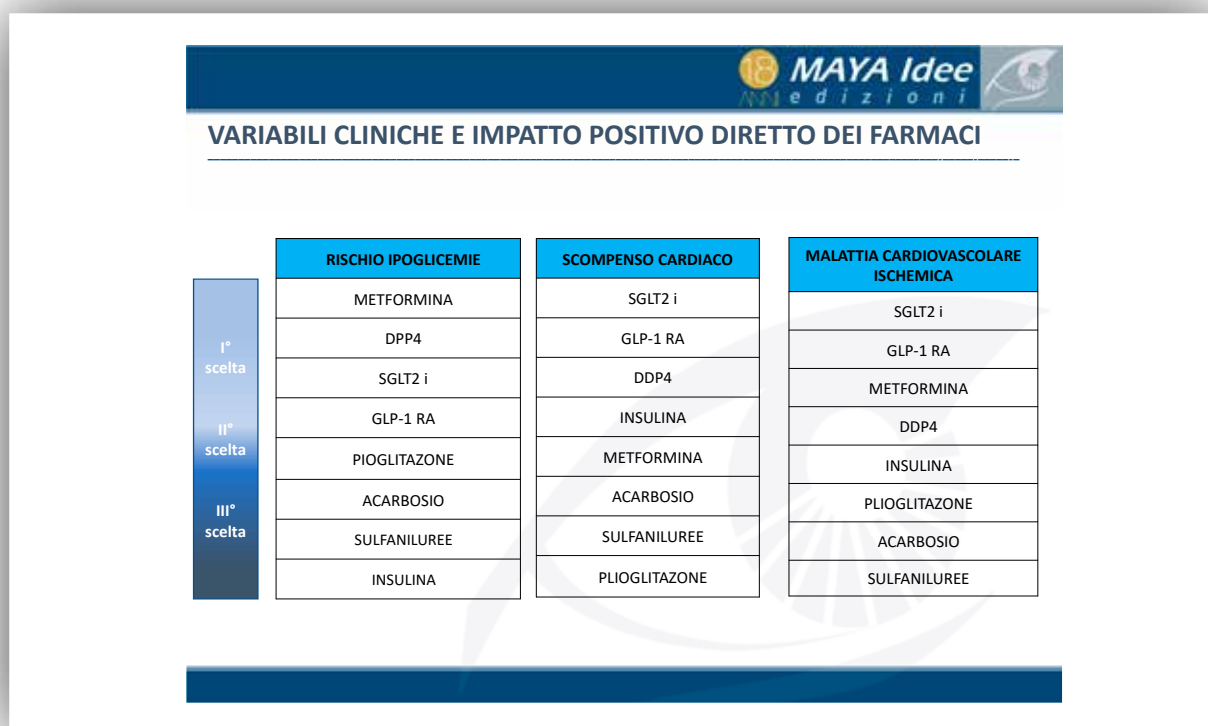 18 MAYA Idee
ANNI edizioni
VARIABILI CLINICHE E IMPATTO POSITIVO DIRETTO DEI FARMACI
I°
scelta
II°
scelta
III°
scelta
RISCHIO IPOGLICEMIE
METFORMINA
DPP4
SGLT2 i
GLP-1 RA
PIOGLITAZONE
ACARBOSIO
SULFANILUREE
INSULINA
SCOMPENSO CARDIACO
SGLT2 i
GLP-1 RA
DDP4
INSULINA
METFORMINA
ACARBOSIO
SULFANILUREE
PLIOGLITAZONE
MALATTIA CARDIOVASCOLARE
ISCHEMICA
SGLT2 i
GLP-1 RA
METFORMINA
DDP4
INSULINA
PLIOGLITAZONE
ACARBOSIO
SULFANILUREE